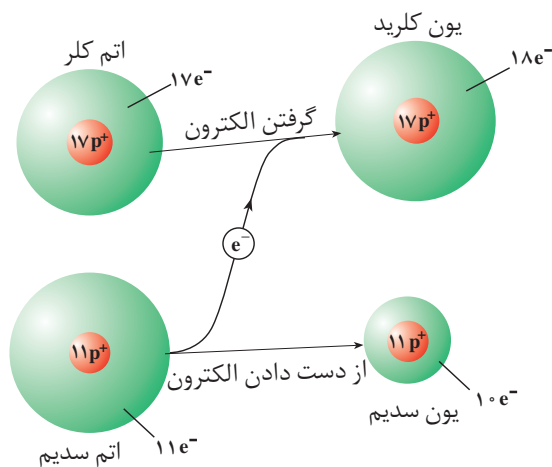 اتم کلر
۱۷e⁻
۱۷p⁺
گرفتن الکترون
یون کلرید
۱۸e⁻
۱۷p⁺
e⁻
۱۱p⁺
۱۱e⁻
اتم سدیم
از دست دادن الکترون
۱۱p⁺
۱۰e⁻
یون سدیم